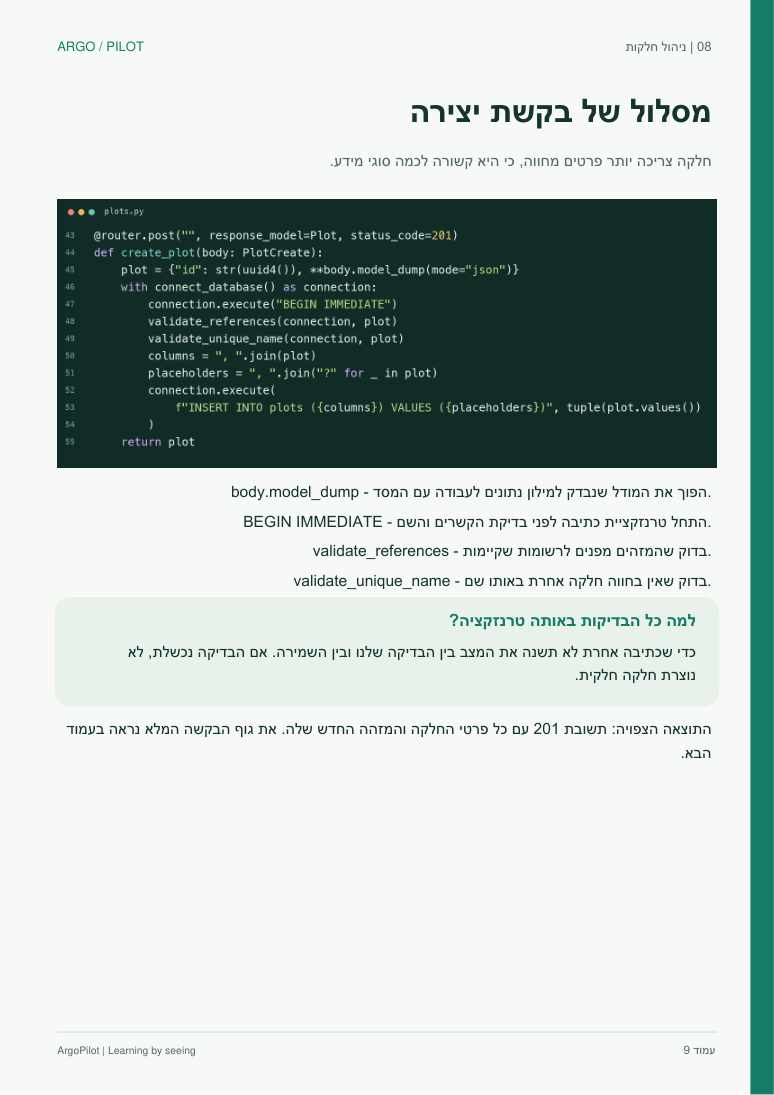 08 | ניהול חלקות
ARGO / PILOT
מסלול של בקשת יצירה
חלקה צריכה יותר פרטים מחווה, כי היא קשורה לכמה סוגי מידע.
plots.py
43 @router.post("", response_model=Plot, status_code=201)
44 def create_plot(body: PlotCreate):
45     plot = {"id": str(uuid4()), **body.model_dump(mode="json")}
46     with connect_database() as connection:
47         connection.execute("BEGIN IMMEDIATE")
48         validate_references(connection, plot)
49         validate_unique_name(connection, plot)
50         columns = ", ".join(plot)
51         placeholders = ", ".join("?" for _ in plot)
52         connection.execute(
53             f"INSERT INTO plots ({columns}) VALUES ({placeholders})", tuple(plot.values())
54         )
55     return plot
.הפוך את המודל שנבדק למילון נתונים לעבודה עם המסד - body.model_dump
.התחל טרנזקציית כתיבה לפני בדיקת הקשרים והשם - BEGIN IMMEDIATE
.בדוק שהמזהים מפנים לרשומות שקיימות - validate_references
.בדוק שאין בחווה חלקה אחרת באותו שם - validate_unique_name
למה כל הבדיקות באותה טרנזקציה?
כדי שכתיבה אחרת לא תשנה את המצב בין הבדיקה שלנו ובין השמירה. אם הבדיקה נכשלת, לא
נוצרת חלקה חלקית.
התוצאה הצפויה: תשובת 201 עם כל פרטי החלקה והמזהה החדש שלה. את גוף הבקשה המלא נראה בעמוד
הבא.
עמוד 9
ArgoPilot | Learning by seeing